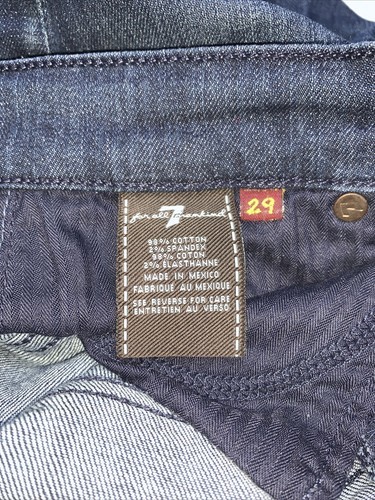 for all 7 mankind
29
98% COTTON
2% SPANDEX
98% COTON
2% ELASTHANNE
MADE IN MEXICO
FABRIQUE AU MEXIQUE
SEE REVERSE FOR CARE
ENTRETIEN AU VERSO